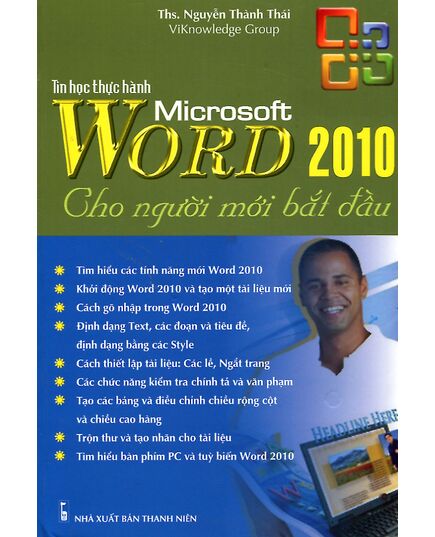 Ths. Nguyễn Thành Thái
ViKnowledge Group
Tin học thực hành
Microsoft
WORD 2010
Cho người mới bắt đầu
Tìm hiểu các tính năng mới Word 2010
Khởi động Word 2010 và tạo một tài liệu mới
Cách gõ nhập trong Word 2010
Định dạng Text, các đoạn và tiêu đề,
định dạng bằng các Style
Cách thiết lập tài liệu: Các lề, Ngắt trang
Các chức năng kiểm tra chính tả và văn phạm
Tạo các bảng và điều chỉnh chiều rộng cột
và chiều cao hàng
Trộn thư và tạo nhãn cho tài liệu
Tìm hiểu bàn phím PC và tuỳ biến Word 2010
HEADLINE HERE
NHÀ XUẤT BẢN THANH NIÊN